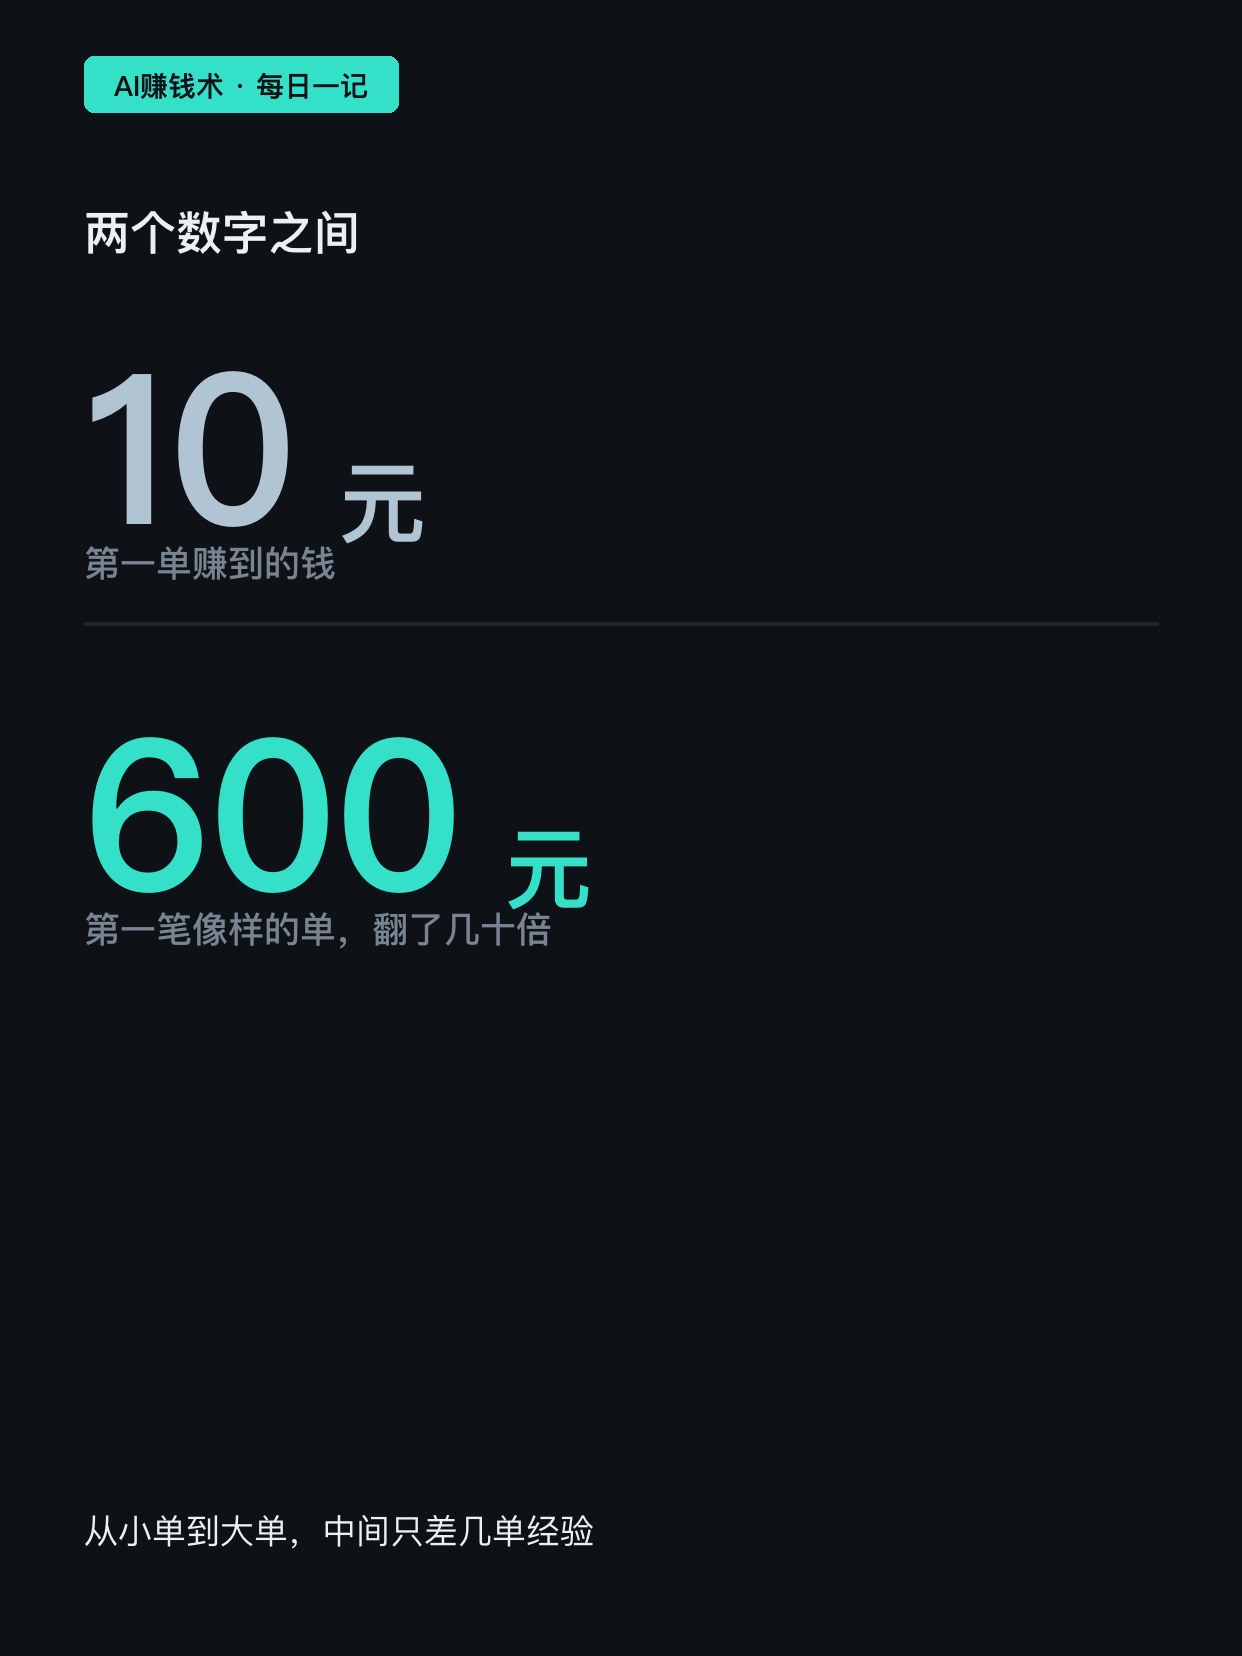 AI赚钱术 · 每日一记
两个数字之间
10 元
第一单赚到的钱
600 元
第一笔像样的单，翻了几十倍
从小单到大单，中间只差几单经验